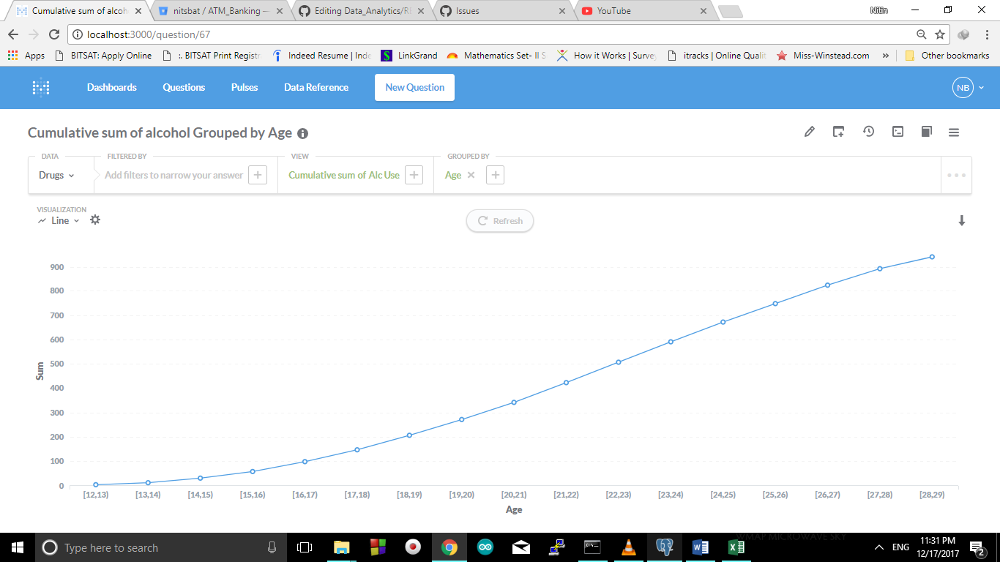 Cumulative sum of alcoh
nitsbat / ATM_Banking —
Editing Data_Analytics/RE
Issues
YouTube
Nitin
localhost:3000/question/67
Apps
BITSAT: Apply Online
:. BITSAT Print Registr
Indeed Resume | Inde
LinkGrand
Mathematics Set- II S
How it Works | Surve
itracks | Online Qualit
Miss-Winstead.com
»
Other bookmarks
Dashboards
Questions
Pulses
Data Reference
New Question
NB
Cumulative sum of alcohol Grouped by Age
DATA
FILTERED BY
VIEW
GROUPED BY
Drugs
Add filters to narrow your answer
Cumulative sum of Alc Use
Age
VISUALIZATION
Line
Refresh
900
800
700
600
500
400
300
200
100
0
Sum
[12,13)
[13,14)
[14,15)
[15,16)
[16,17)
[17,18)
[18,19)
[19,20)
[20,21)
[21,22)
[22,23)
[23,24)
[24,25)
[25,26)
[26,27)
[27,28)
[28,29)
Age
Type here to search
WMAP MICROWAVE SKY
ENG
11:31 PM
12/17/2017
2